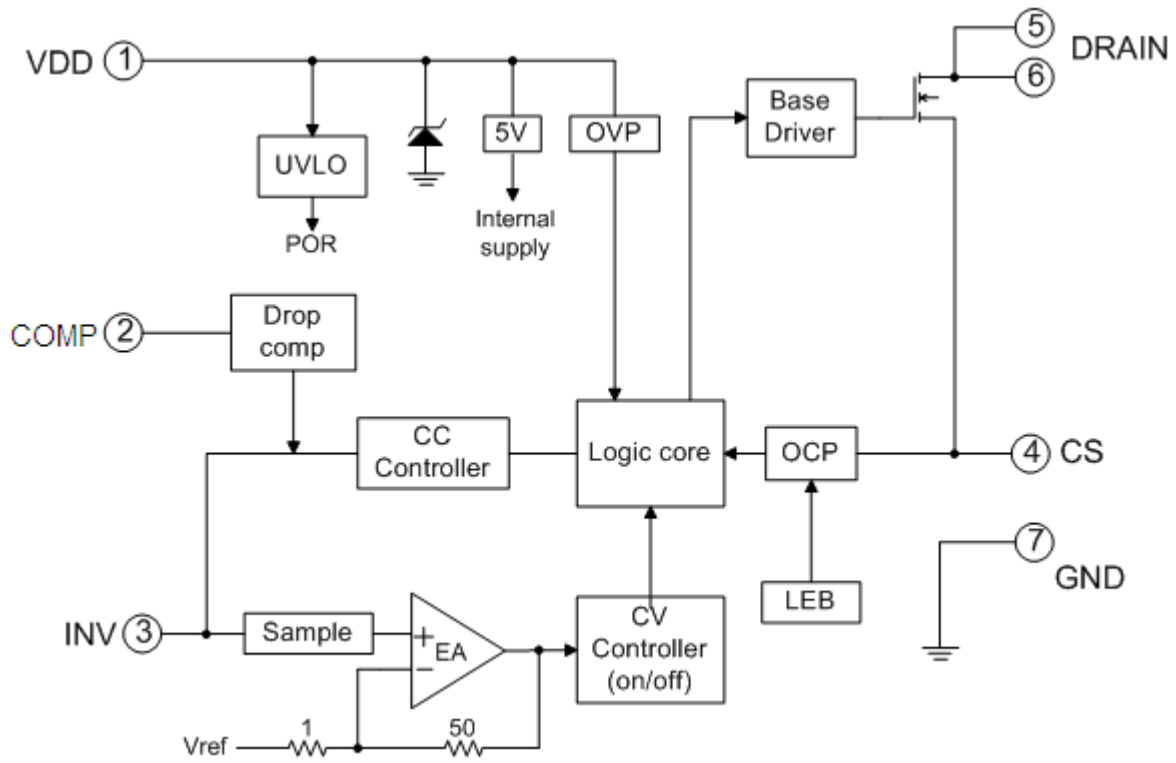 VDD 1
5
DRAIN
6
UVLO
POR
5V
Internal
supply
OVP
Base
Driver
COMP 2
Drop
comp
CC
Controller
Logic core
OCP
4 CS
LEB
7
GND
INV 3
Sample
+
EA
−
CV
Controller
(on/off)
Vref
1
50